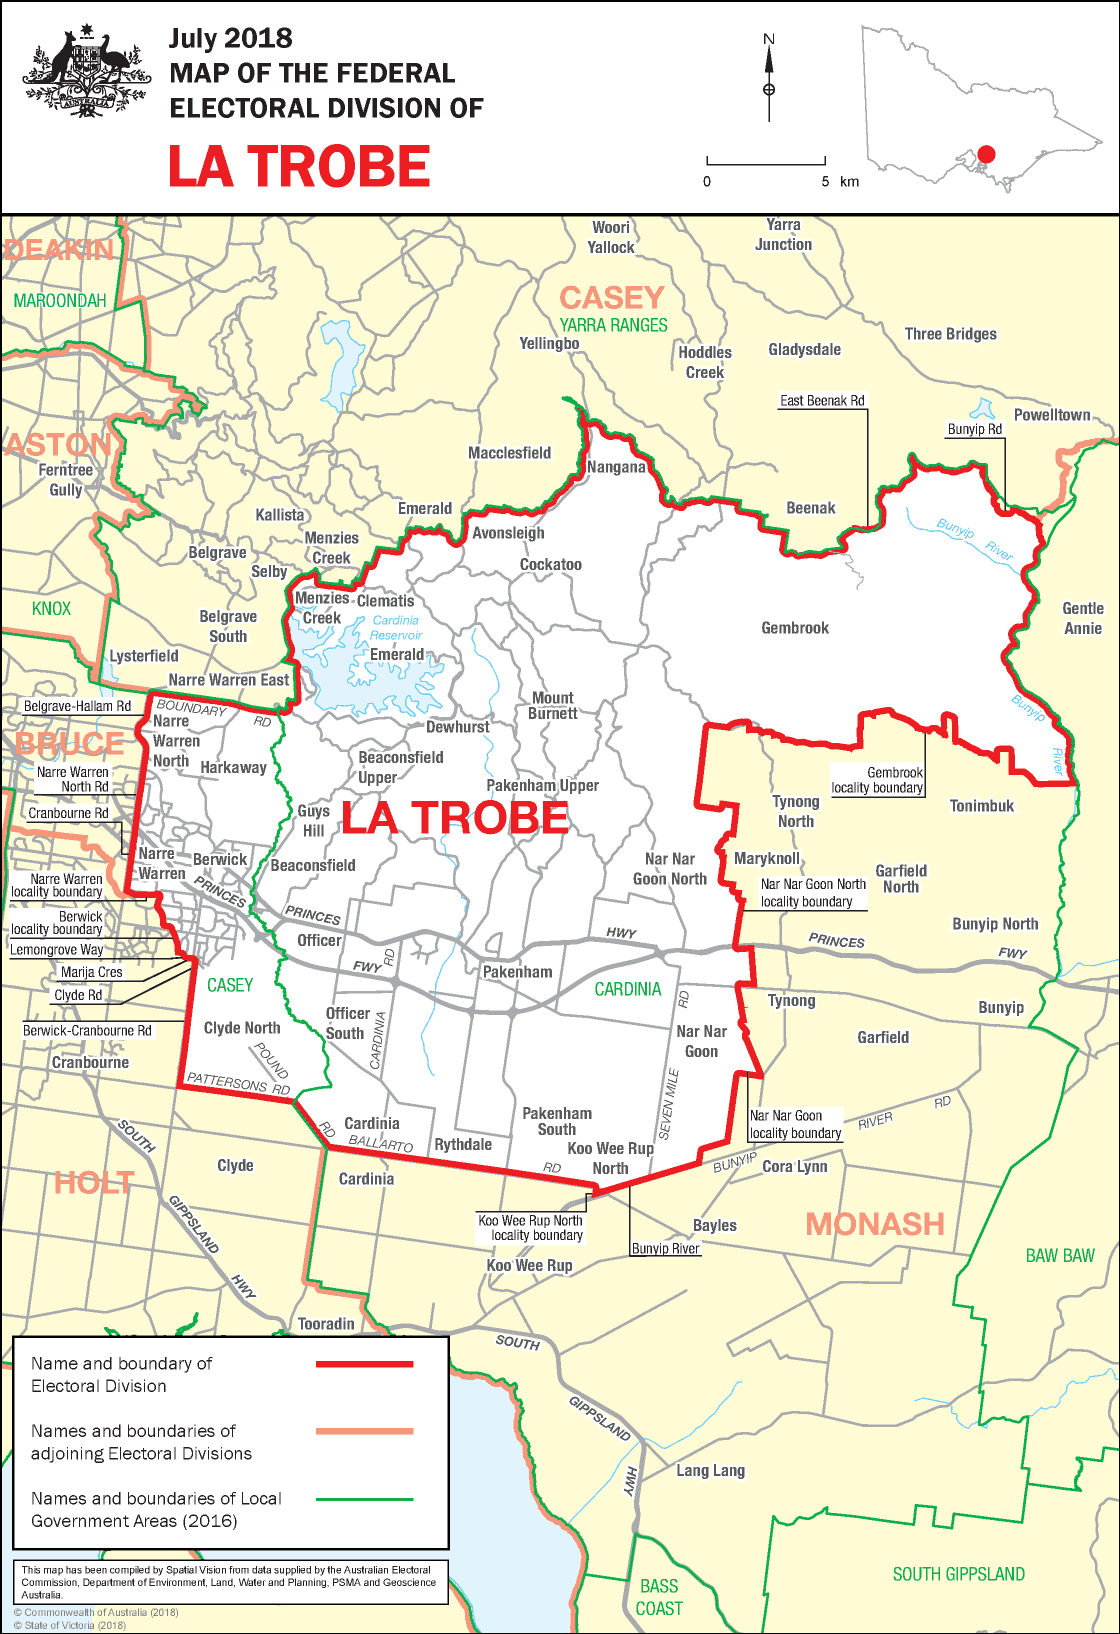 July 2018
MAP OF THE FEDERAL
ELECTORAL DIVISION OF
LA TROBE
AUSTRALIA
N
0 5 km
DEAKIN
MAROONDAH
Woori
Yallock
Yarra
Junction
CASEY
YARRA RANGES
Yellingbo
Hoddles
Creek
Gladysdale
Three Bridges
East Beenak Rd
Powelltown
Bunyip Rd
ASTON
Ferntree
Gully
Macclesfield
Nangana
Kallista
Emerald
Beenak
Avonsleigh
Bunyip River
Menzies
Creek
Belgrave
Selby
Cockatoo
KNOX
Menzies
Creek
Clematis
Cardinia
Reservoir
Emerald
Belgrave
South
Gembrook
Gentle
Annie
Lysterfield
Narre Warren East
Belgrave-Hallam Rd
BOUNDARY RD
Mount
Burnett
Bunyip
River
Narre
Warren
North
Dewhurst
BRUCE
Harkaway
Beaconsfield
Upper
Narre Warren
North Rd
Pakenham Upper
Gembrook
locality boundary
Cranbourne Rd
Guys
Hill
LA TROBE
Tynong
North
Tonimbuk
Narre
Warren
Berwick
Beaconsfield
Nar Nar
Goon North
Maryknoll
Garfield
North
Narre Warren
locality boundary
PRINCES
Nar Nar Goon North
locality boundary
Berwick
locality boundary
PRINCES
HWY
Bunyip North
Lemongrove Way
Officer
PRINCES
FWY
Marija Cres
FWY
RD
Pakenham
Clyde Rd
CASEY
CARDINIA
RD
Tynong
Bunyip
Berwick-Cranbourne Rd
Clyde North
Officer
South
CARDINIA
Nar Nar
Goon
Garfield
Cranbourne
POUND
PATTERSONS RD
SEVEN MILE
Nar Nar Goon
locality boundary
RIVER RD
SOUTH
RD
Cardinia
BALLARTO
Rythdale
Pakenham
South
Koo Wee Rup
North
RD
BUNYIP
Cora Lynn
HOLT
Clyde
Cardinia
GIPPSLAND
Koo Wee Rup North
locality boundary
Bunyip River
Bayles
MONASH
BAW BAW
HWY
Koo Wee Rup
Tooradin
SOUTH
GIPPSLAND
HWY
Lang Lang
SOUTH GIPPSLAND
BASS
COAST
Name and boundary of
Electoral Division
Names and boundaries of
adjoining Electoral Divisions
Names and boundaries of Local
Government Areas (2016)
This map has been compiled by Spatial Vision from data supplied by the Australian Electoral
Commission, Department of Environment, Land, Water and Planning, PSMA and Geoscience
Australia.
© Commonwealth of Australia (2018)
© State of Victoria (2018)